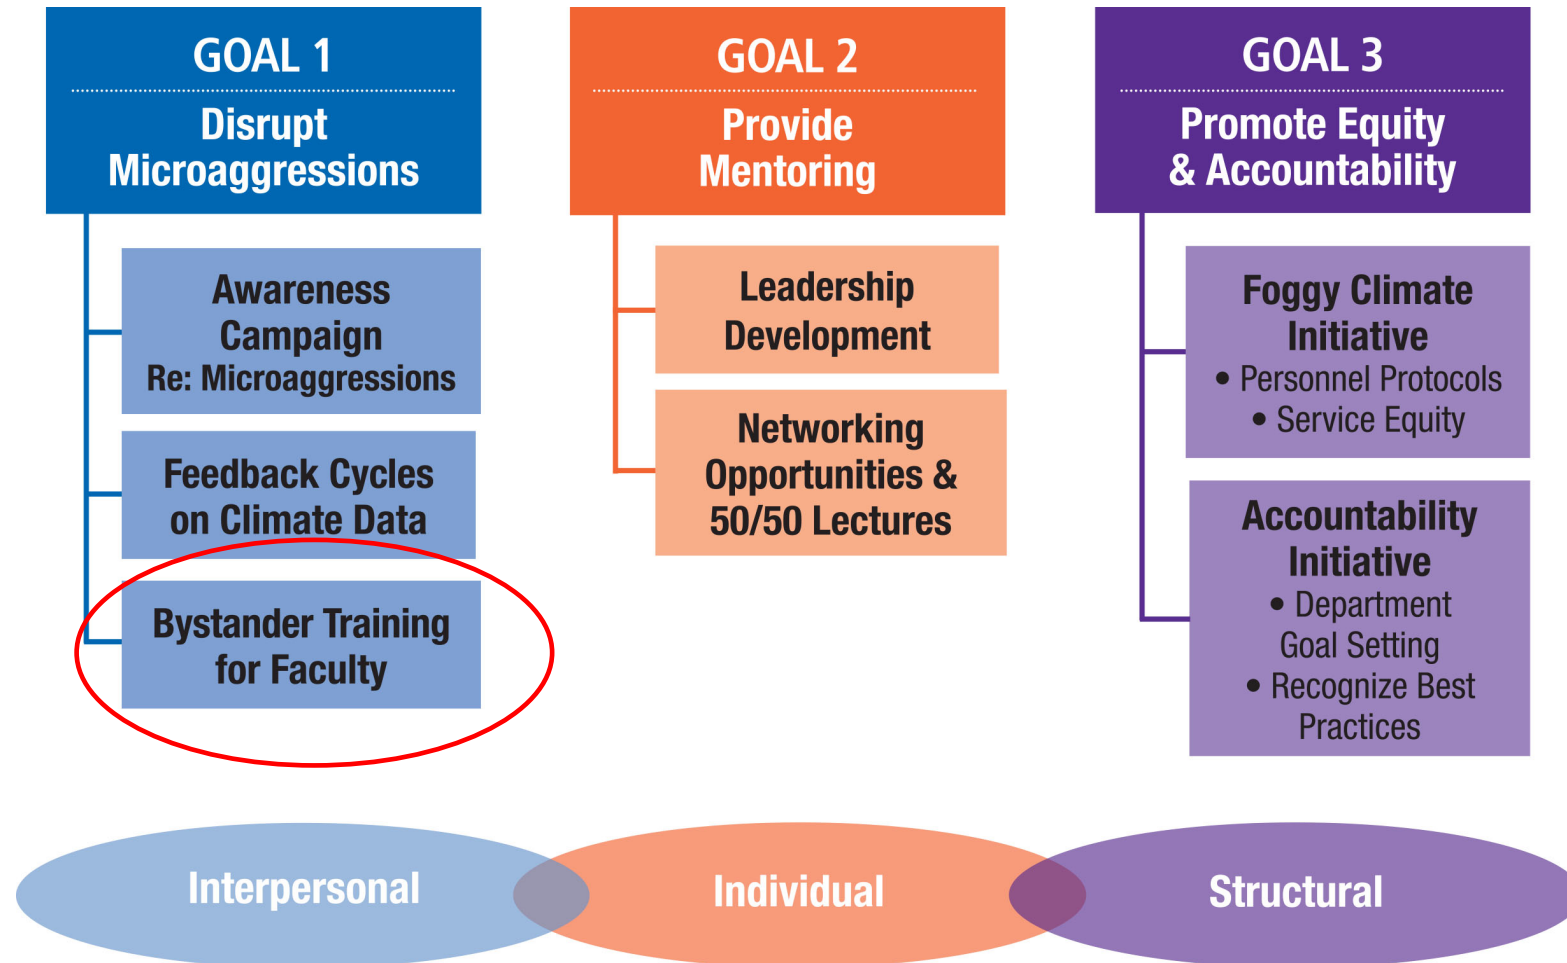 GOAL 1
Disrupt
Microaggressions
Awareness
Campaign
Re: Microaggressions
Feedback Cycles
on Climate Data
Bystander Training
for Faculty
GOAL 2
Provide
Mentoring
Leadership
Development
Networking
Opportunities &
50/50 Lectures
GOAL 3
Promote Equity
& Accountability
Foggy Climate
Initiative
• Personnel Protocols
• Service Equity
Accountability
Initiative
• Department
Goal Setting
• Recognize Best
Practices
Interpersonal
Individual
Structural